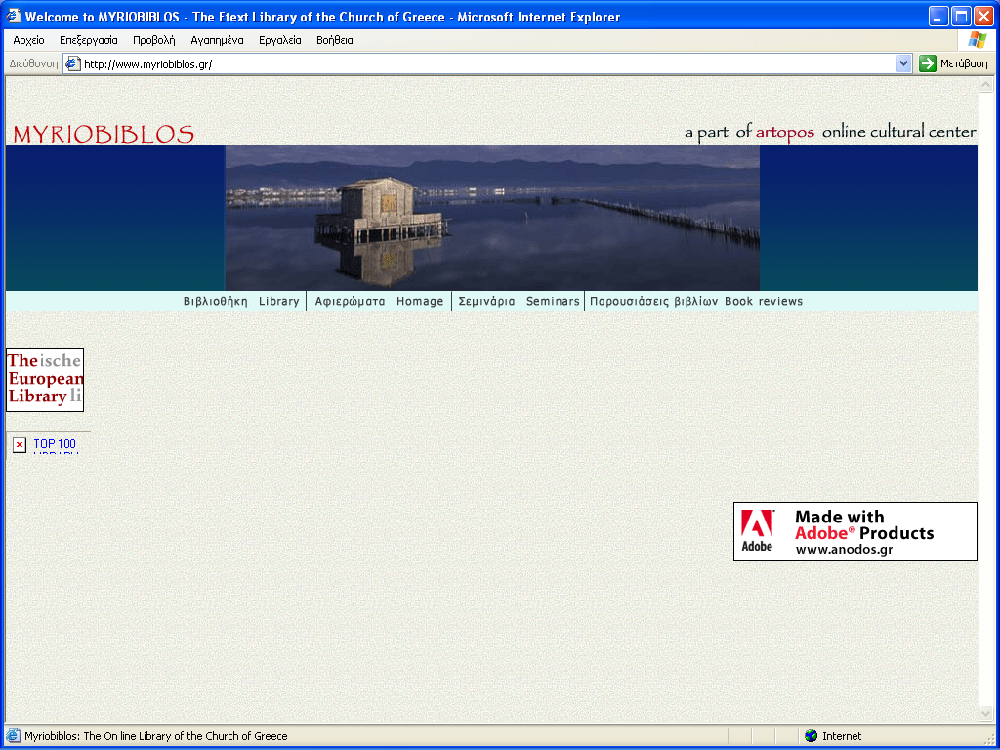 Welcome to MYRIOBIBLOS - The Etext Library of the Church of Greece - Microsoft Internet Explorer
Αρχείο Επεξεργασία Προβολή Αγαπημένα Εργαλεία Βοήθεια
Διεύθυνση http://www.myriobiblos.gr/ Μετάβαση
MYRIOBIBLOS a part of artopos online cultural center
Βιβλιοθήκη Library Αφιερώματα Homage Σεμινάρια Seminars Παρουσιάσεις βιβλίων Book reviews
The ische
European
Library li
TOP 100
Made with
Adobe® Products
Adobe www.anodos.gr
Myriobiblos: The On line Library of the Church of Greece Internet